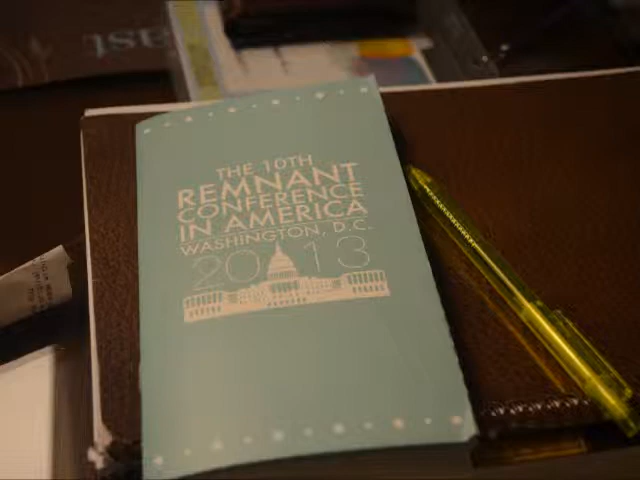 THE 10TH
REMNANT
CONFERENCE
IN AMERICA
WASHINGTON, D.C.
2013